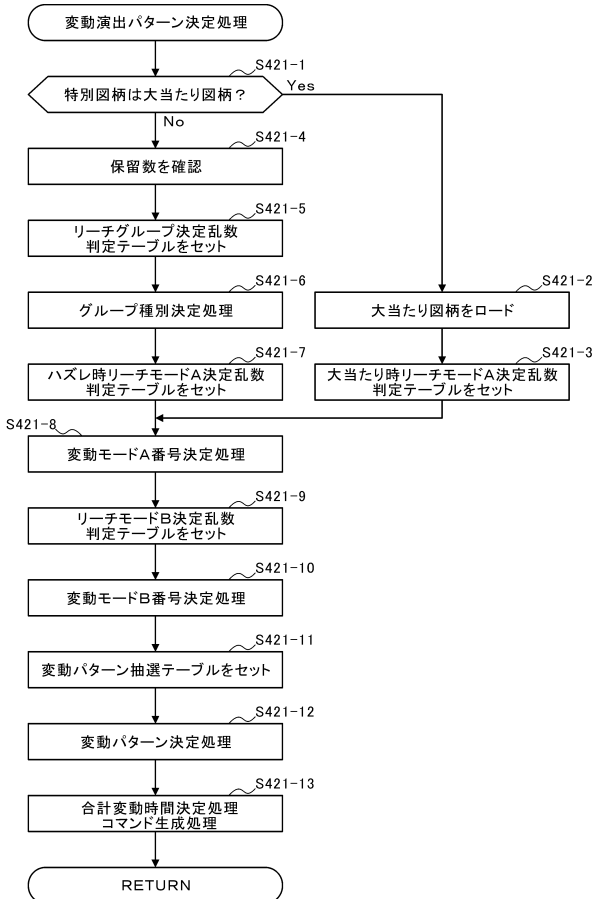 変動演出パターン決定処理
S421-1
特別図柄は大当たり図柄？
Yes
No
S421-4
保留数を確認
S421-5
リーチグループ決定乱数
判定テーブルをセット
S421-6
グループ種別決定処理
S421-2
大当たり図柄をロード
S421-7
ハズレ時リーチモードA決定乱数
判定テーブルをセット
S421-3
大当たり時リーチモードA決定乱数
判定テーブルをセット
S421-8
変動モードA番号決定処理
S421-9
リーチモードB決定乱数
判定テーブルをセット
S421-10
変動モードB番号決定処理
S421-11
変動パターン抽選テーブルをセット
S421-12
変動パターン決定処理
S421-13
合計変動時間決定処理
コマンド生成処理
RETURN